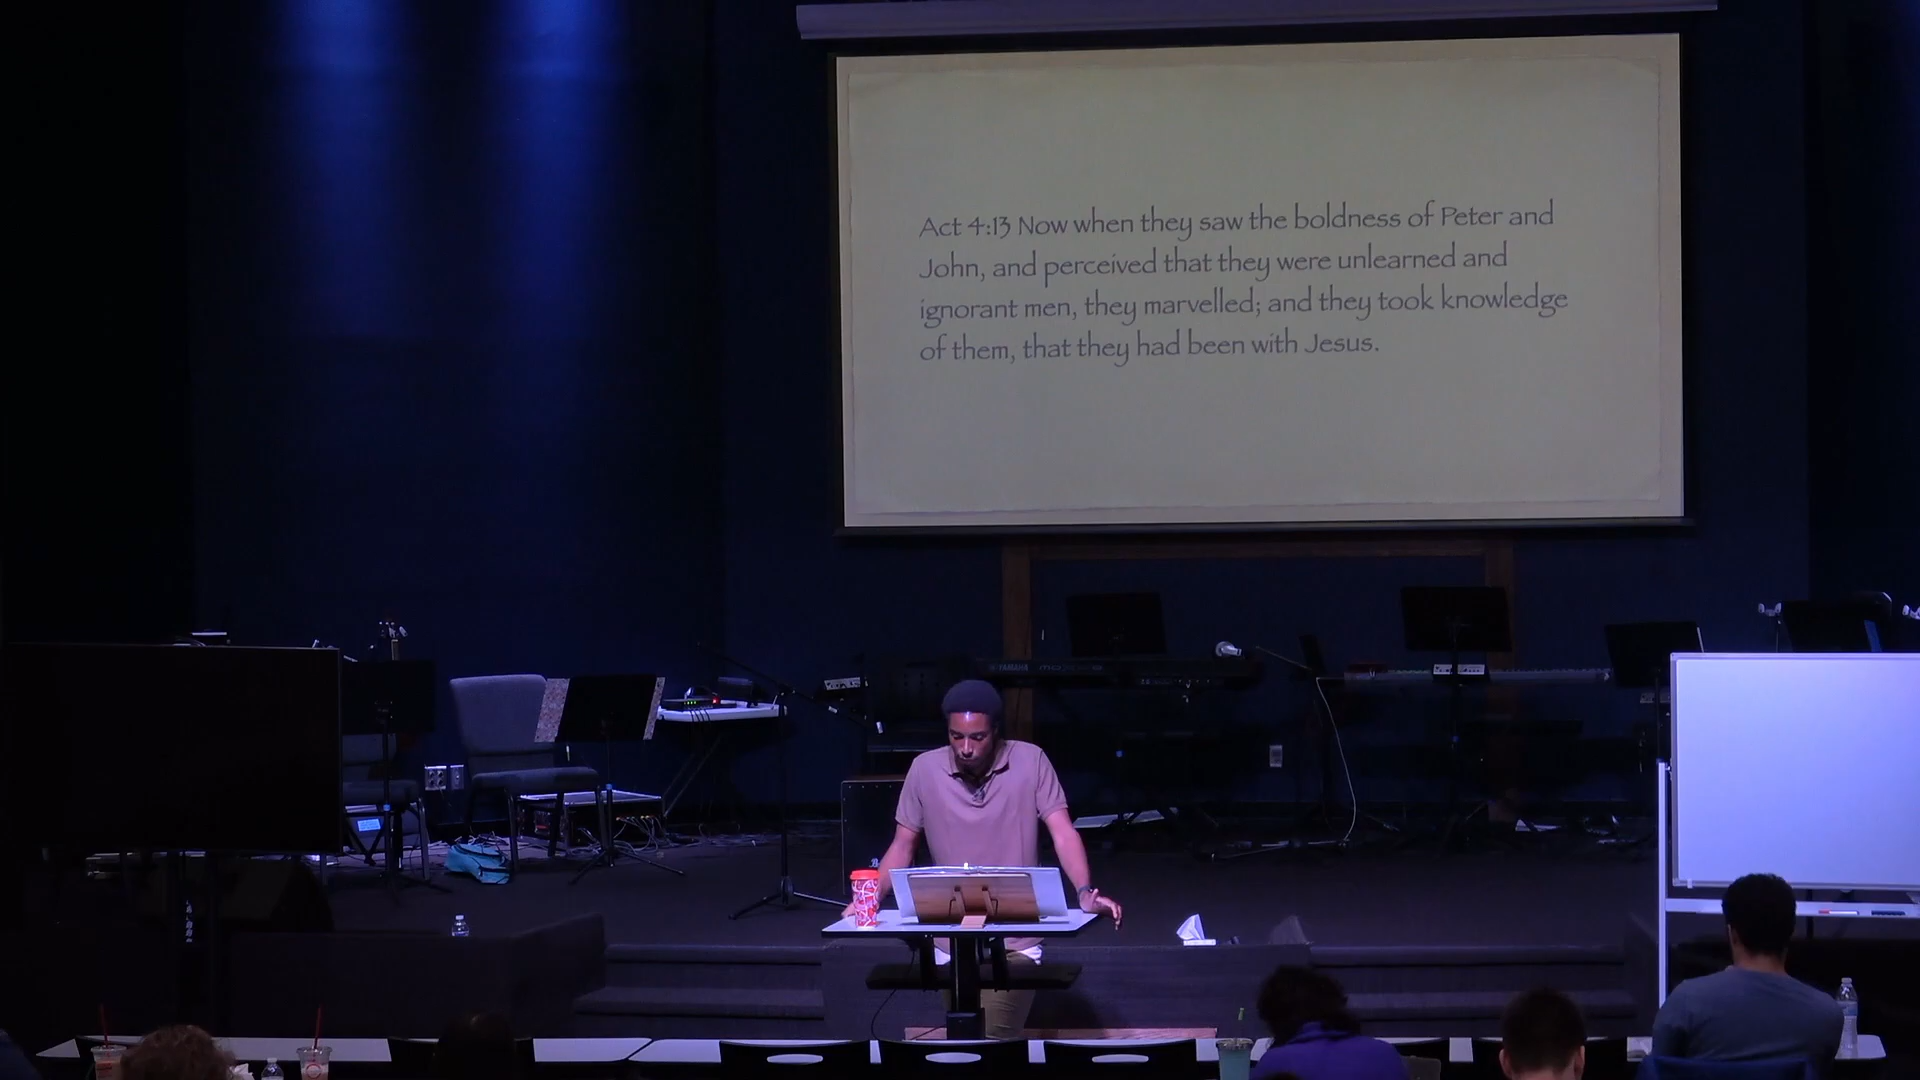 Act 4:13 Now when they saw the boldness of Peter and
John, and perceived that they were unlearned and
ignorant men, they marvelled; and they took knowledge
of them, that they had been with Jesus.
YAMAHA